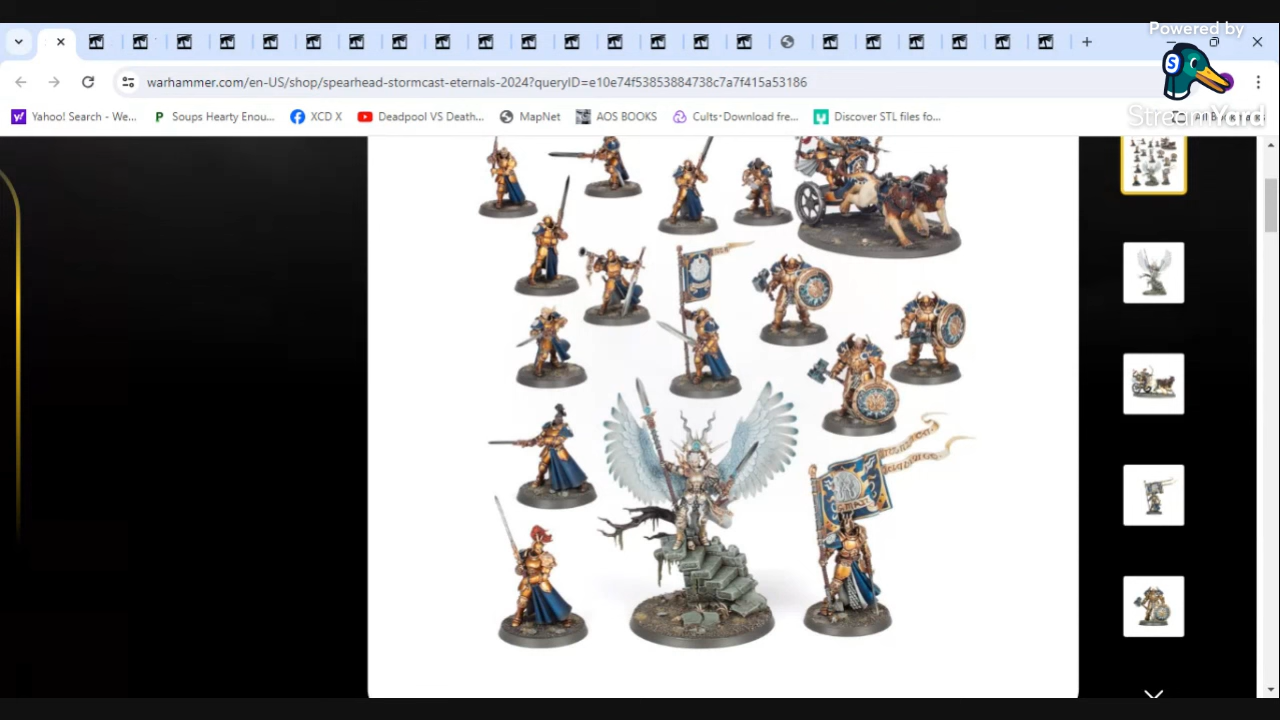 Powered by
warhammer.com/en-US/shop/spearhead-stormcast-eternals-2024?queryID=e10e74f53853884738c7a7f415a53186
Yahoo! Search - We...
Soups Hearty Enou...
XCD X
Deadpool VS Death...
MapNet
AOS BOOKS
Cults · Download fre...
Discover STL files fo...
StreamYard